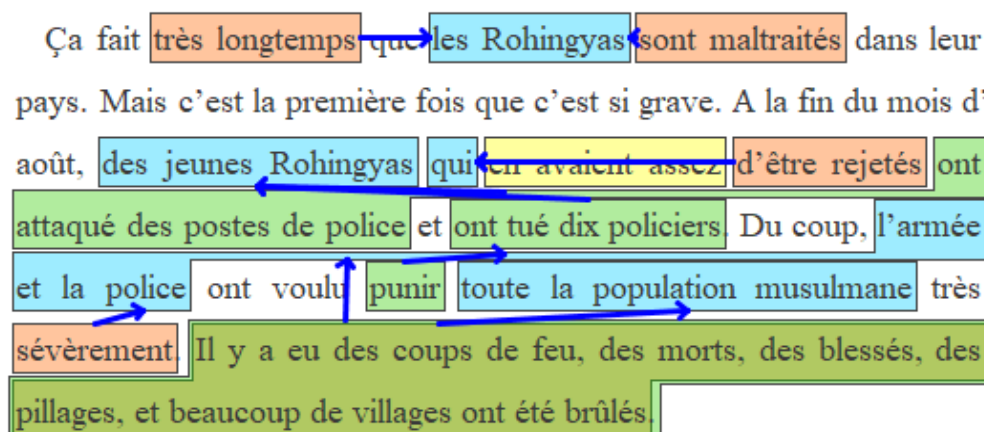 Ça fait très longtemps que les Rohingyas sont maltraités dans leur
pays. Mais c’est la première fois que c’est si grave. A la fin du mois d’
août, des jeunes Rohingyas qui en avaient assez d’être rejetés ont
attaqué des postes de police et ont tué dix policiers. Du coup, l’armée
et la police ont voulu punir toute la population musulmane très
sévèrement. Il y a eu des coups de feu, des morts, des blessés, des
pillages, et beaucoup de villages ont été brûlés.